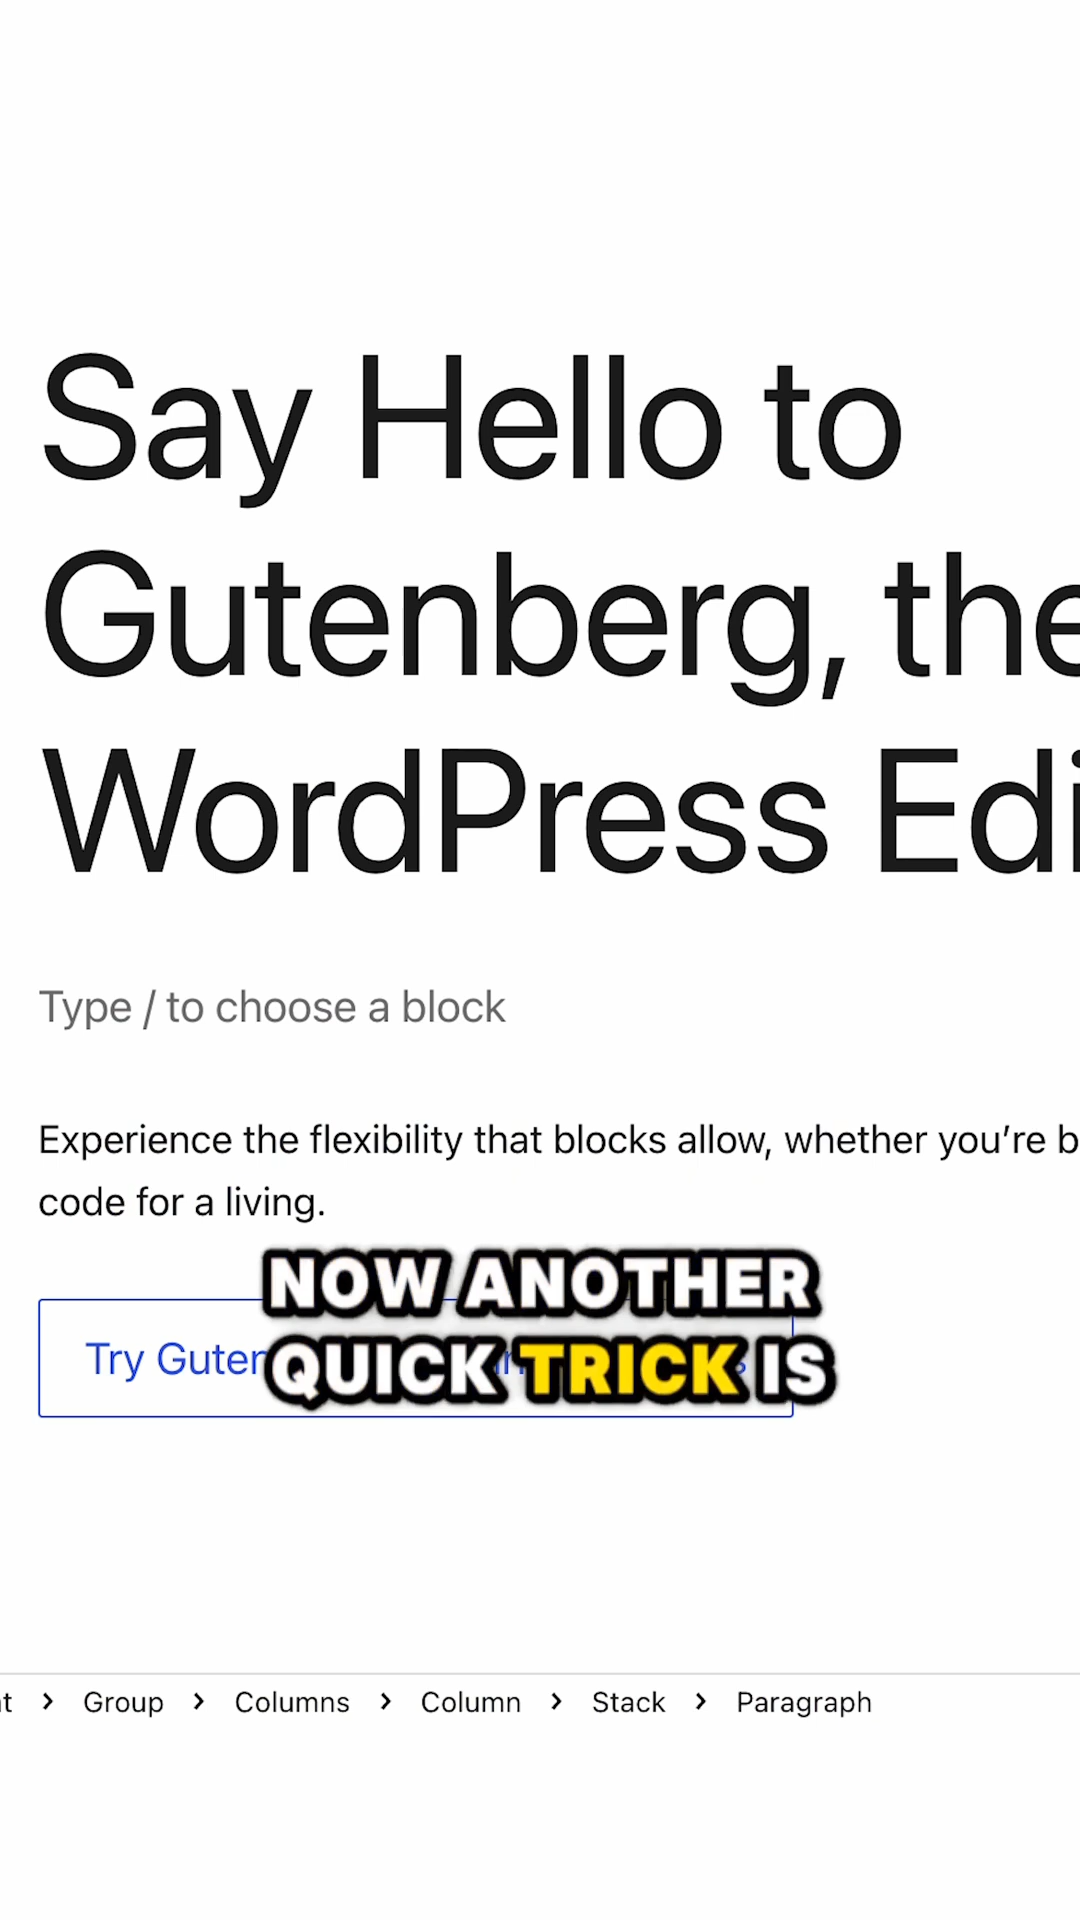 Say Hello to
Gutenberg, the
WordPress Edi
Type / to choose a block
Experience the flexibility that blocks allow, whether you're b
code for a living.
NOW ANOTHER
Try Guten
QUICK TRICK IS
Group > Columns > Column > Stack > Paragraph